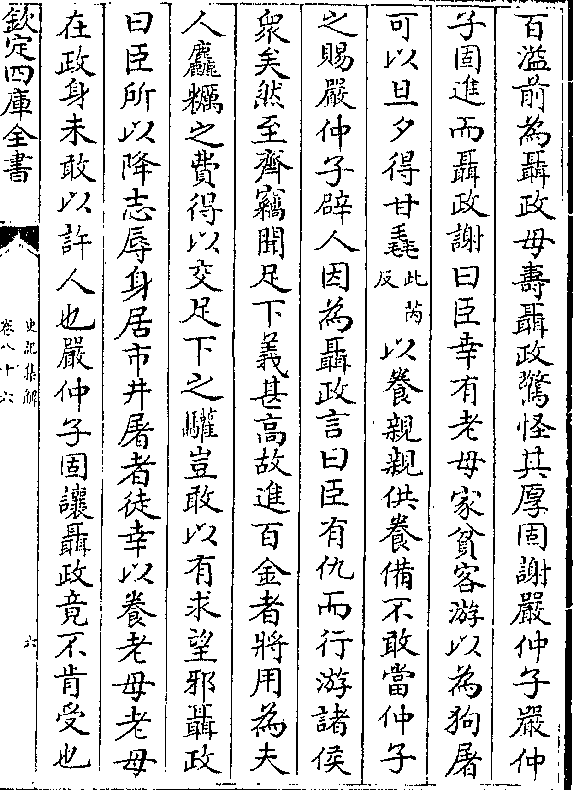 百溢前為聶政母夀聶政驚怪其厚固謝嚴仲子嚴仲
子固進而聶政謝曰臣幸有老母家貧客游以為狗屠
可以旦夕得甘毳此芮反以養親親供養備不敢當仲子
之賜嚴仲子辟人因為聶政言曰臣有仇而行游諸侯
衆矣然至齊竊聞足下義甚高故進百金者將用為夫
人麤糲之費得以交足下之驩豈敢以有求望邪聶政
曰臣所以降志辱身居市井屠者徒幸以養老母老母
在政身未敢以許人也嚴仲子固讓聶政竟不肯受也
欽定四庫全書
史記集解
卷八十六
六